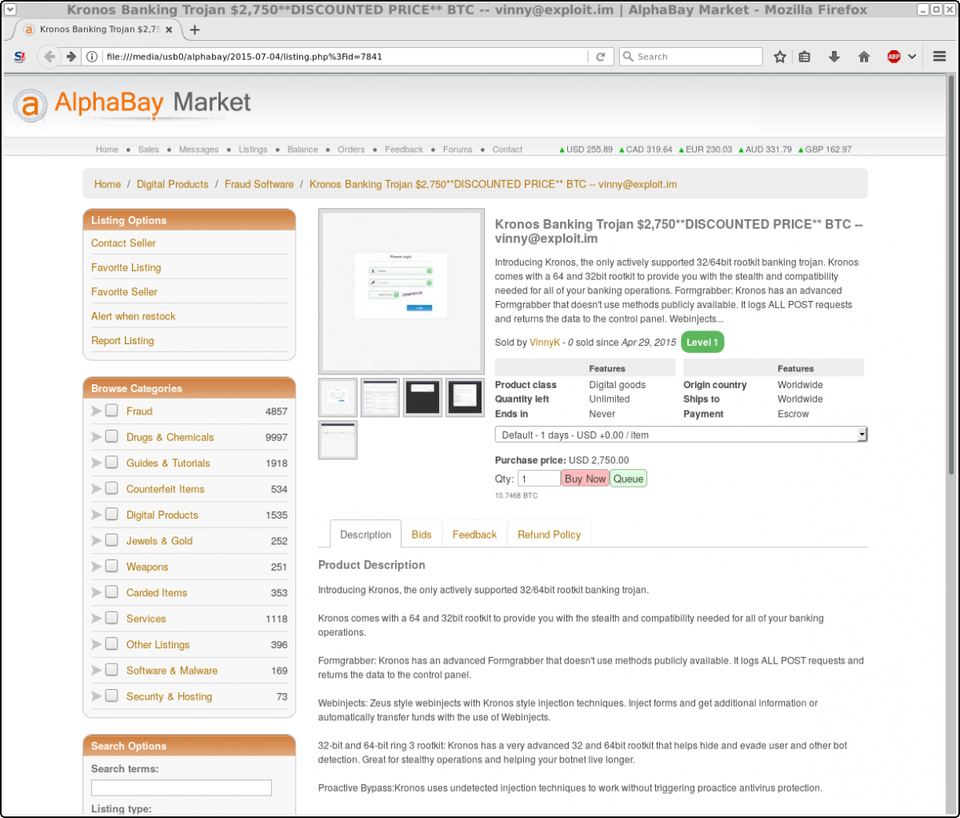 Kronos Banking Trojan $2,750**DISCOUNTED PRICE** BTC -- vinny@exploit.im | AlphaBay Market - Mozilla Firefox
Kronos Banking Trojan $2,75
file:///media/usb0/alphabay/2015-07-04/listing.php%3Fid=7841
Search
ABP
a AlphaBay Market
Home • Sales • Messages • Listings • Balance • Orders • Feedback • Forums • Contact
▲USD 255.89 ▲CAD 319.64 ▲EUR 230.03 ▲AUD 331.79 ▲GBP 162.97
Home / Digital Products / Fraud Software / Kronos Banking Trojan $2,750**DISCOUNTED PRICE** BTC -- vinny@exploit.im
Listing Options
Contact Seller
Favorite Listing
Favorite Seller
Alert when restock
Report Listing
Browse Categories
Fraud 4857
Drugs & Chemicals 9997
Guides & Tutorials 1918
Counterfeit Items 534
Digital Products 1535
Jewels & Gold 252
Weapons 251
Carded Items 353
Services 1118
Other Listings 396
Software & Malware 169
Security & Hosting 73
Search Options
Search terms:
Listing type:
Please login
Kronos Banking Trojan $2,750**DISCOUNTED PRICE** BTC --
vinny@exploit.im
Introducing Kronos, the only actively supported 32/64bit rootkit banking trojan. Kronos
comes with a 64 and 32bit rootkit to provide you with the stealth and compatibility
needed for all of your banking operations. Formgrabber: Kronos has an advanced
Formgrabber that doesn't use methods publicly available. It logs ALL POST requests
and returns the data to the control panel. Webinjects...
Sold by VinnyK - 0 sold since Apr 29, 2015 Level 1
Features Features
Product class Digital goods Origin country Worldwide
Quantity left Unlimited Ships to Worldwide
Ends in Never Payment Escrow
Default - 1 days - USD +0.00 / item
Purchase price: USD 2,750.00
Qty: 1 Buy Now Queue
10.7468 BTC
Description Bids Feedback Refund Policy
Product Description
Introducing Kronos, the only actively supported 32/64bit rootkit banking trojan.
Kronos comes with a 64 and 32bit rootkit to provide you with the stealth and compatibility needed for all of your banking
operations.
Formgrabber: Kronos has an advanced Formgrabber that doesn't use methods publicly available. It logs ALL POST requests and
returns the data to the control panel.
Webinjects: Zeus style webinjects with Kronos style injection techniques. Inject forms and get additional information or
automatically transfer funds with the use of Webinjects.
32-bit and 64-bit ring 3 rootkit: Kronos has a very advanced 32 and 64bit rootkit that helps hide and evade user and other bot
detection. Great for stealthy operations and helping your botnet live longer.
Proactive Bypass:Kronos uses undetected injection techniques to work without triggering proactice antivirus protection.